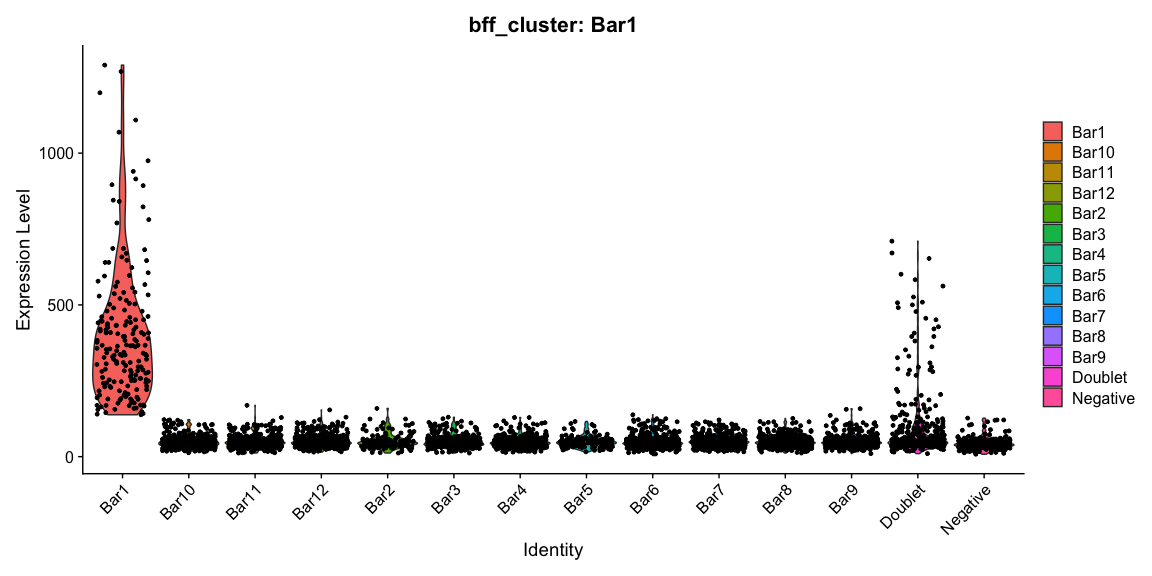 bff_cluster: Bar1
Expression Level
1000
500
0
Bar1
Bar10
Bar11
Bar12
Bar2
Bar3
Bar4
Bar5
Bar6
Bar7
Bar8
Bar9
Doublet
Negative
Identity
Bar1
Bar10
Bar11
Bar12
Bar2
Bar3
Bar4
Bar5
Bar6
Bar7
Bar8
Bar9
Doublet
Negative